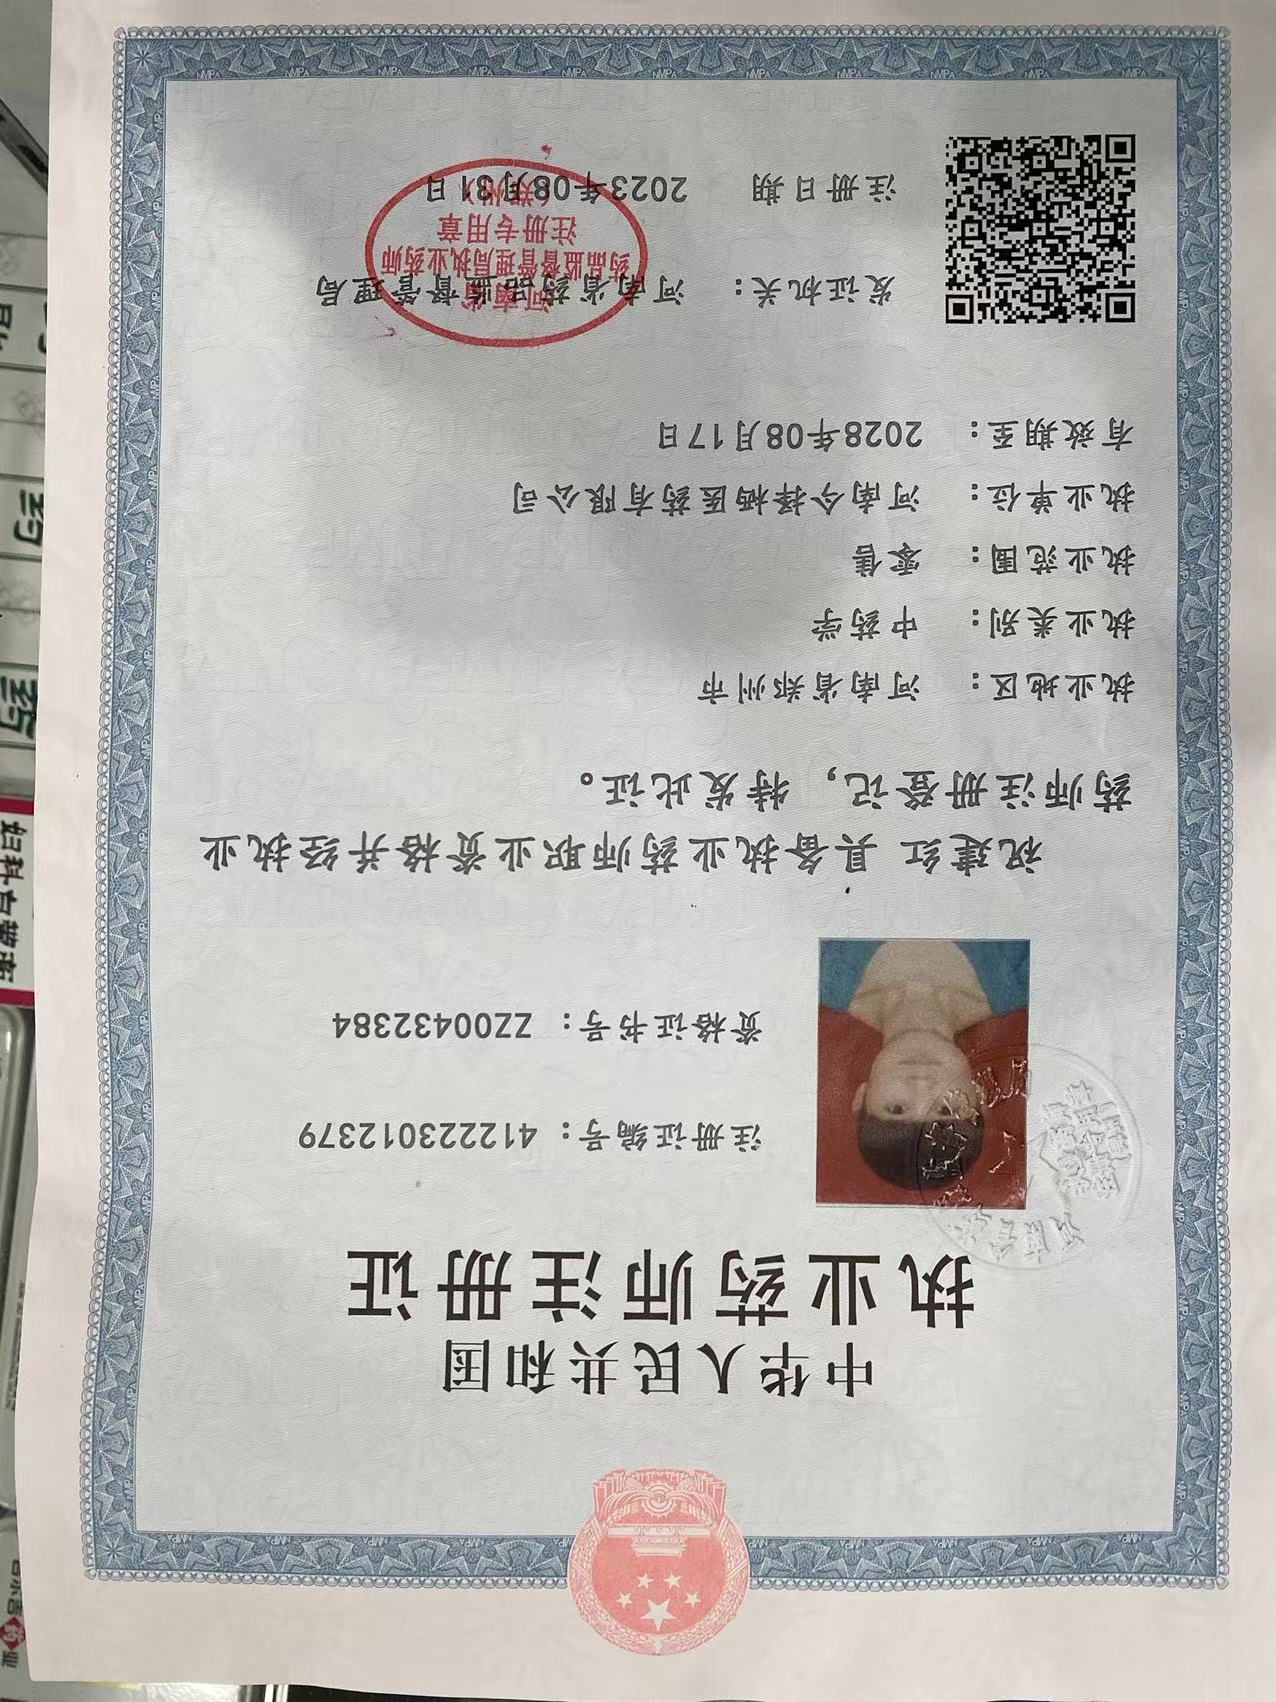 中华人民共和国
执业药师注册证
河南省
注册证编号：412223012379
资格证书号：ZZ00432384
祝建红 具备执业药师职业资格并经执业
药师注册登记，特发此证。
执业地区： 河南省郑州市
执业类别： 中药学
执业范围： 零售
执业单位： 河南今择栖医药有限公司
有效期至： 2028年08月17日
发证机关： 河南省药品监督管理局
河南省
药品监督管理局执业药师
注册专用章
（郑州）
注册日期 2023年08月31日
NMPA
妇科白带膏
药
药